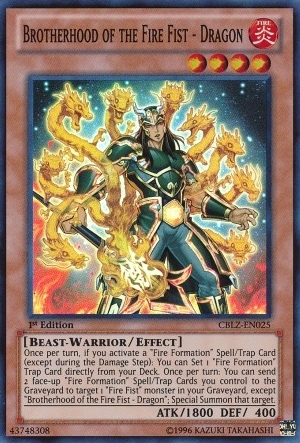 BROTHERHOOD OF THE FIRE FIST - DRAGON
FIRE
炎
1st Edition
CBLZ-EN025
[BEAST-WARRIOR/EFFECT]
Once per turn, if you activate a "Fire Formation" Spell/Trap Card
(except during the Damage Step): You can Set 1 "Fire Formation"
Trap Card directly from your Deck. Once per turn: You can send
2 face-up "Fire Formation" Spell/Trap Cards you control to the
Graveyard to target 1 "Fire Fist" monster in your Graveyard, except
"Brotherhood of the Fire Fist - Dragon"; Special Summon that target.
ATK/1800 DEF/ 400
43748308
©1996 KAZUKI TAKAHASHI